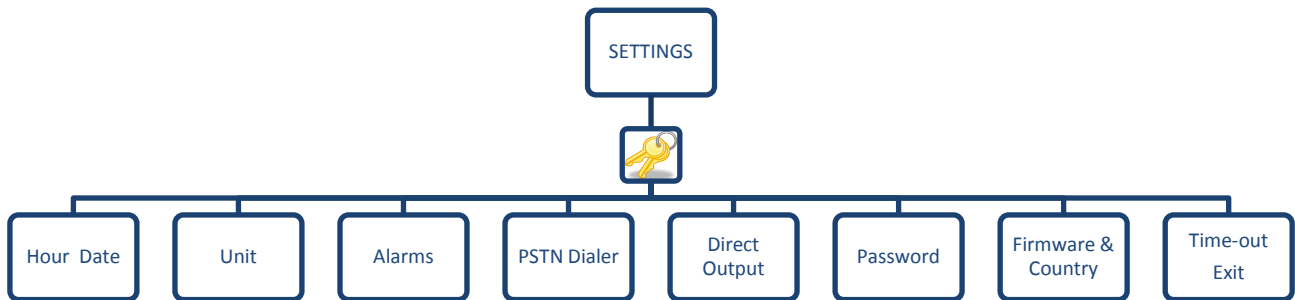 SETTINGS
Hour Date
Unit
Alarms
PSTN Dialer
Direct
Output
Password
Firmware &
Country
Time-out
Exit